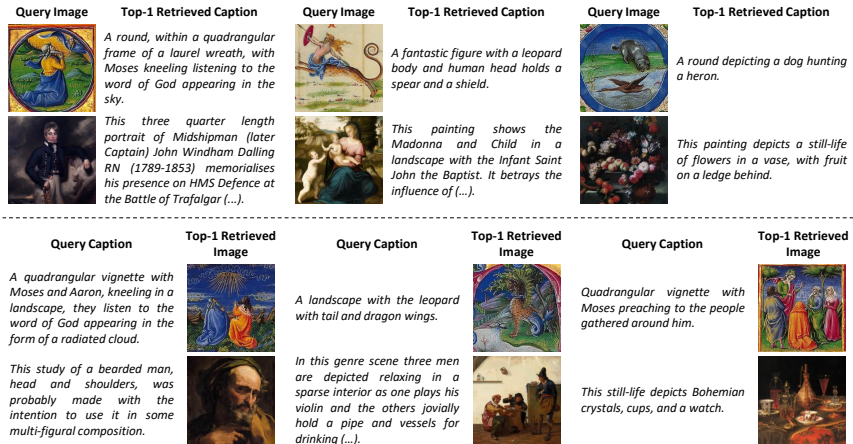 Query Image
Top-1 Retrieved Caption
A round, within a quadrangular
frame of a laurel wreath, with
Moses kneeling listening to the
word of God appearing in the
sky.
This three quarter length
portrait of Midshipman (later
Captain) John Windham Dalling
RN (1789-1853) memorialises
his presence on HMS Defence at
the Battle of Trafalgar (...).
Query Image
Top-1 Retrieved Caption
A fantastic figure with a leopard
body and human head holds a
spear and a shield.
This painting shows the
Madonna and Child in a
landscape with the Infant Saint
John the Baptist. It betrays the
influence of (...).
Query Image
Top-1 Retrieved Caption
A round depicting a dog hunting
a heron.
This painting depicts a still-life
of flowers in a vase, with fruit
on a ledge behind.
Query Caption
Top-1 Retrieved
Image
A quadrangular vignette with
Moses and Aaron, kneeling in a
landscape, they listen to the
word of God appearing in the
form of a radiated cloud.
This study of a bearded man,
head and shoulders, was
probably made with the
intention to use it in some
multi-figural composition.
Query Caption
Top-1 Retrieved
Image
A landscape with the leopard
with tail and dragon wings.
In this genre scene three men
are depicted relaxing in a
sparse interior as one plays his
violin and the others jovially
hold a pipe and vessels for
drinking (...).
Query Caption
Top-1 Retrieved
Image
Quadrangular vignette with
Moses preaching to the people
gathered around him.
This still-life depicts Bohemian
crystals, cups, and a watch.